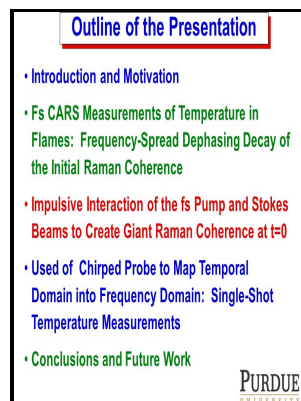 Outline of the Presentation
• Introduction and Motivation
• Fs CARS Measurements of Temperature in
Flames: Frequency-Spread Dephasing Decay of
the Initial Raman Coherence
• Impulsive Interaction of the fs Pump and Stokes
Beams to Create Giant Raman Coherence at t=0
• Used of Chirped Probe to Map Temporal
Domain into Frequency Domain: Single-Shot
Temperature Measurements
• Conclusions and Future Work
PURDUE
UNIVERSITY